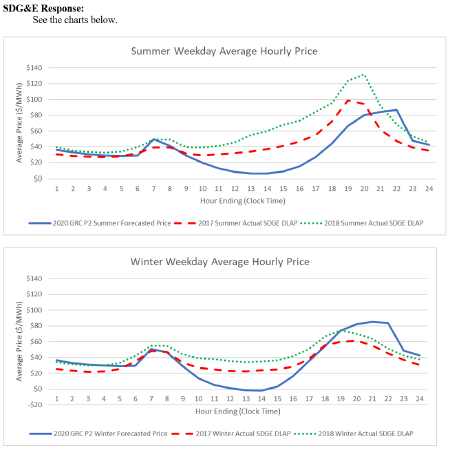 SDG&E Response:
See the charts below.
Summer Weekday Average Hourly Price
Average Price ($/MWh)
$140
$120
$100
$80
$60
$40
$20
$0
1 2 3 4 5 6 7 8 9 10 11 12 13 14 15 16 17 18 19 20 21 22 23 24
Hour Ending (Clock Time)
2020 GRC P2 Summer Forecasted Price 2017 Summer Actual SDGE DLAP 2018 Summer Actual SDGE DLAP
Winter Weekday Average Hourly Price
Average Price ($/MWh)
$140
$120
$100
$80
$60
$40
$20
$0
-$20
1 2 3 4 5 6 7 8 9 10 11 12 13 14 15 16 17 18 19 20 21 22 23 24
Hour Ending (Clock Time)
2020 GRC P2 Winter Forecasted Price 2017 Winter Actual SDGE DLAP 2018 Winter Actual SDGE DLAP